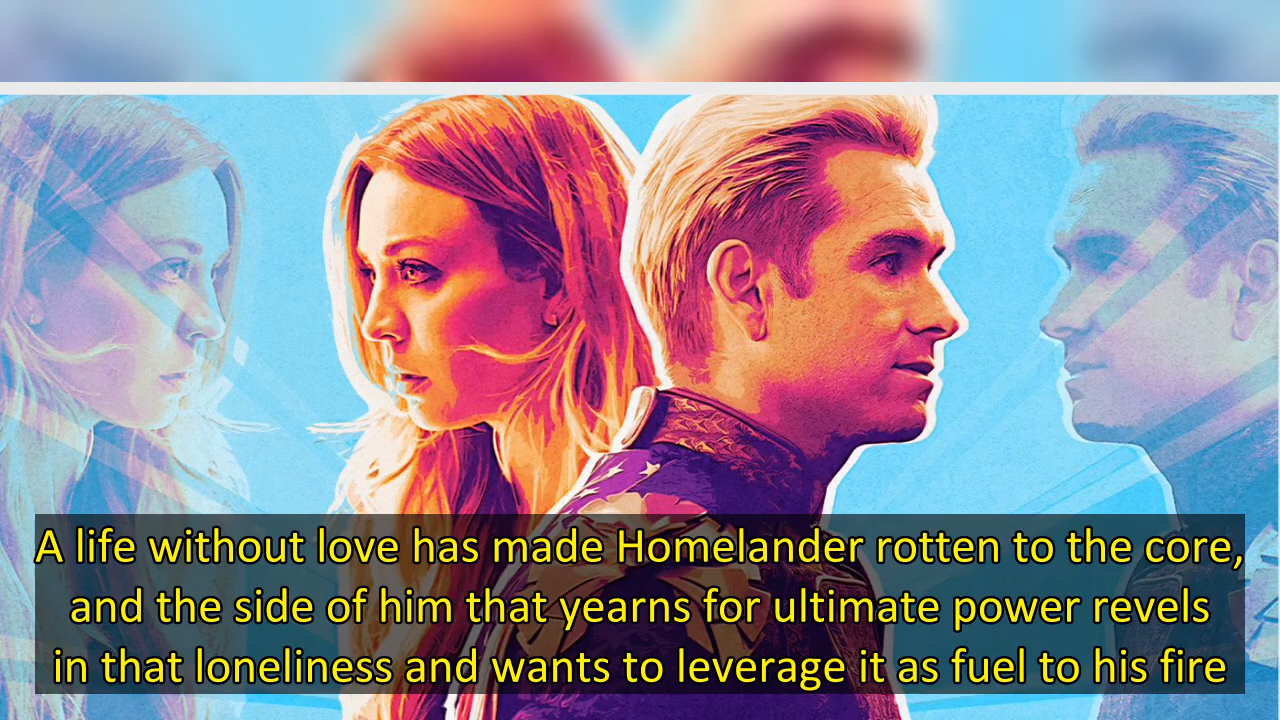 A life without love has made Homelander rotten to the core,
and the side of him that yearns for ultimate power revels
in that loneliness and wants to leverage it as fuel to his fire